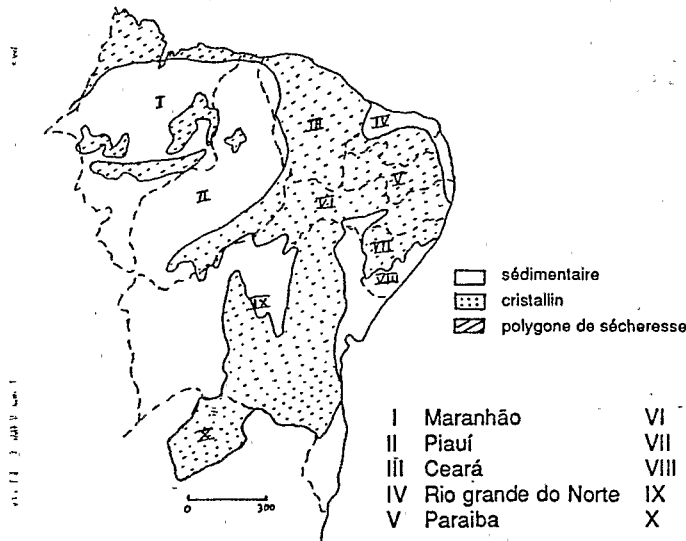 I
III
IV
V
II
VI
VII
IX
X
sédimentaire
cristallin
polygone de sécheresse
0 300
I Maranhão VI
II Piauí VII
III Ceará VIII
IV Rio grande do Norte IX
V Paraiba X